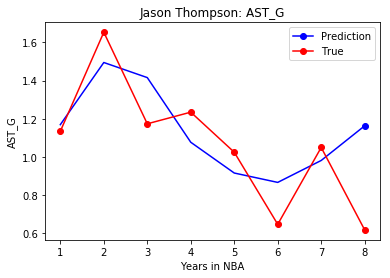 Jason Thompson: AST_G
Prediction
True
AST_G
1.6
1.4
1.2
1.0
0.8
0.6
1 2 3 4 5 6 7 8
Years in NBA